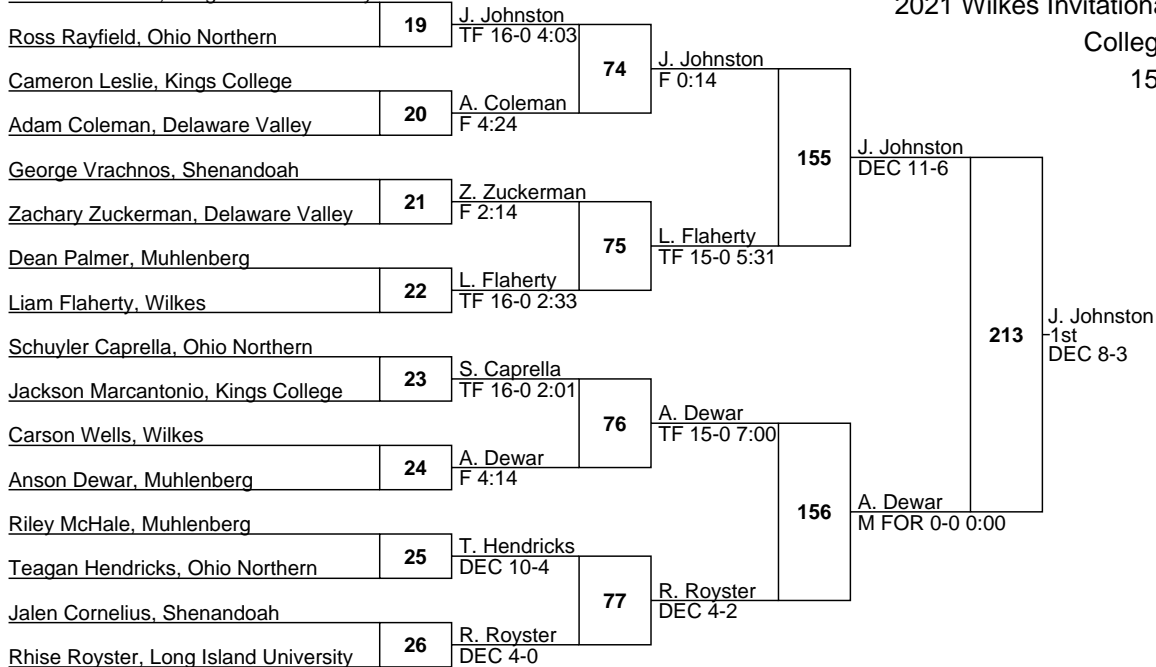 2021 Wilkes Invitationa
Colleg
15
19
J. Johnston
TF 16-0 4:03
Ross Rayfield, Ohio Northern
74
J. Johnston
F 0:14
Cameron Leslie, Kings College
20
A. Coleman
F 4:24
Adam Coleman, Delaware Valley
155
J. Johnston
DEC 11-6
George Vrachnos, Shenandoah
21
Z. Zuckerman
F 2:14
Zachary Zuckerman, Delaware Valley
75
L. Flaherty
TF 15-0 5:31
Dean Palmer, Muhlenberg
22
L. Flaherty
TF 16-0 2:33
Liam Flaherty, Wilkes
213
J. Johnston
1st
DEC 8-3
Schuyler Caprella, Ohio Northern
23
S. Caprella
TF 16-0 2:01
Jackson Marcantonio, Kings College
76
A. Dewar
TF 15-0 7:00
Carson Wells, Wilkes
24
A. Dewar
F 4:14
Anson Dewar, Muhlenberg
156
A. Dewar
M FOR 0-0 0:00
Riley McHale, Muhlenberg
25
T. Hendricks
DEC 10-4
Teagan Hendricks, Ohio Northern
77
R. Royster
DEC 4-2
Jalen Cornelius, Shenandoah
26
R. Royster
DEC 4-0
Rhise Royster, Long Island University